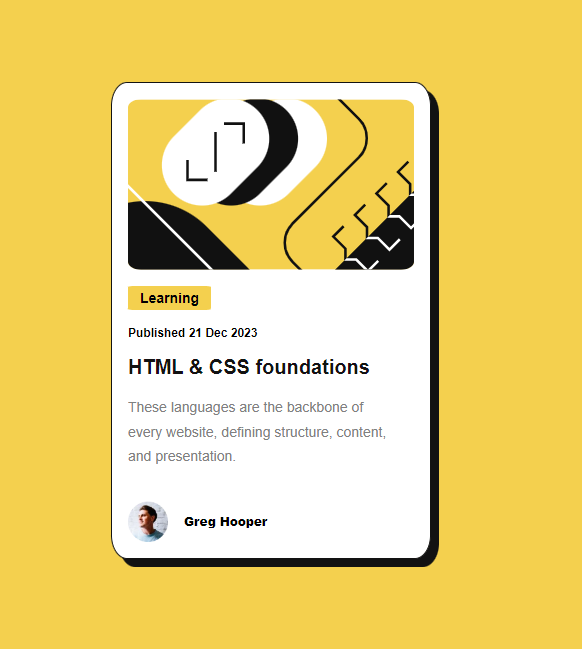 Learning
Published 21 Dec 2023
HTML & CSS foundations
These languages are the backbone of
every website, defining structure, content,
and presentation.
Greg Hooper